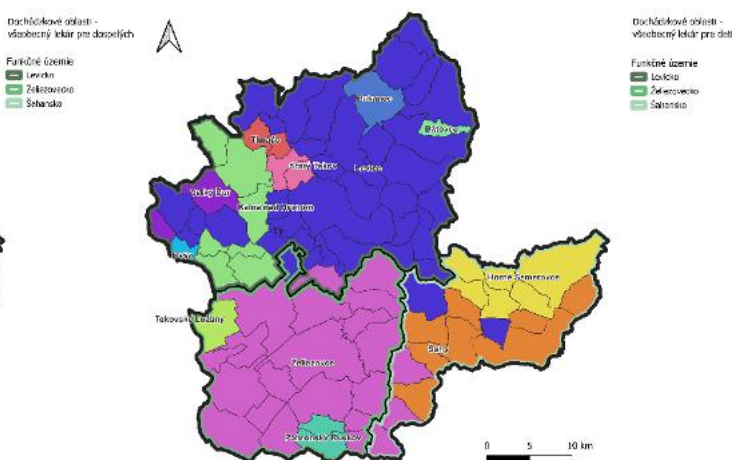 Dochádzkové oblasti -
všeobecný lekár pre dospelých
Funkčné územie
Levicko
Želiezovecko
Šahansko
Dochádzkové oblasti -
všeobecný lekár pre deti
Funkčné územie
Levicko
Želiezovecko
Šahansko
Pukanec
Bátovce
Tlmače
Starý Tekov
Levice
Veľký Ďur
Kalná nad Hronom
Horné Semerovce
Tekovské Lužany
Šahy
Želiezovce
Pohronský Ruskov
0 5 10 km